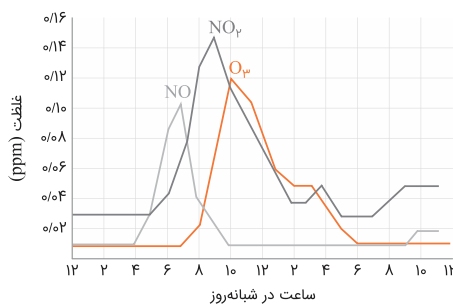 ۰/۱۶
۰/۱۴
۰/۱۲
۰/۱۰
۰/۰۸
۰/۰۶
۰/۰۴
۰/۰۲
غلظت (ppm)
NO
NO۲
O۳
۱۲ ۲ ۴ ۶ ۸ ۱۰ ۱۲ ۲ ۴ ۶ ۸ ۱۰ ۱۲
ساعت در شبانه‌روز